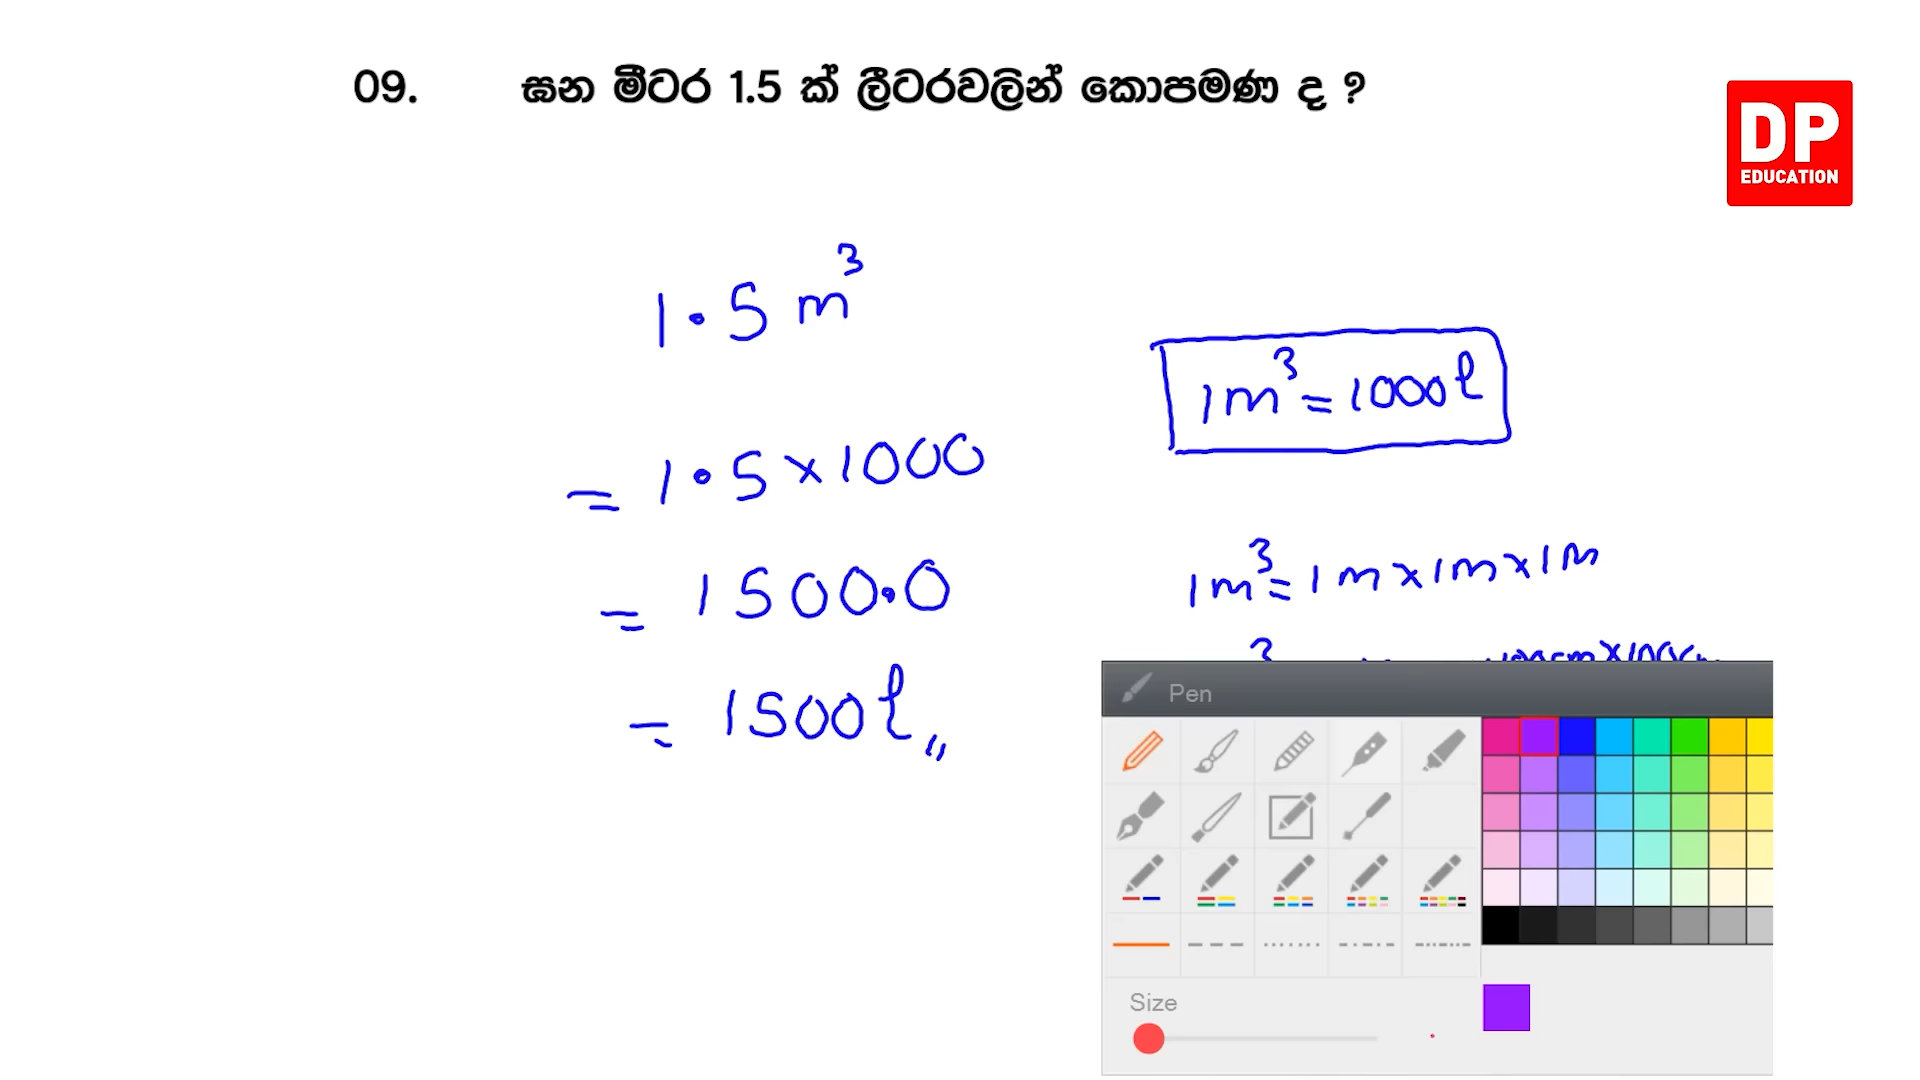 09. ඝන මීටර 1.5 ක් ලීටරවලින් කොපමණ ද ?
DP
EDUCATION
1.5 m³
= 1.5 × 1000
= 1500.0
= 1500 ℓ,,
1m³ = 1000 ℓ
1m³ = 1m × 1m × 1m
Pen
Size